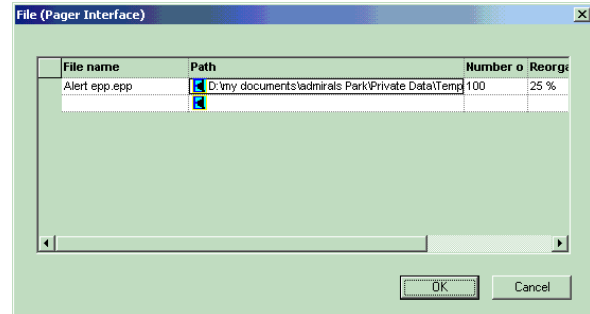 File (Pager Interface)
File name Path Number o Reorga
Alert epp.epp D:\my documents\admirals Park\Private Data\Temp 100 25 %
OK Cancel